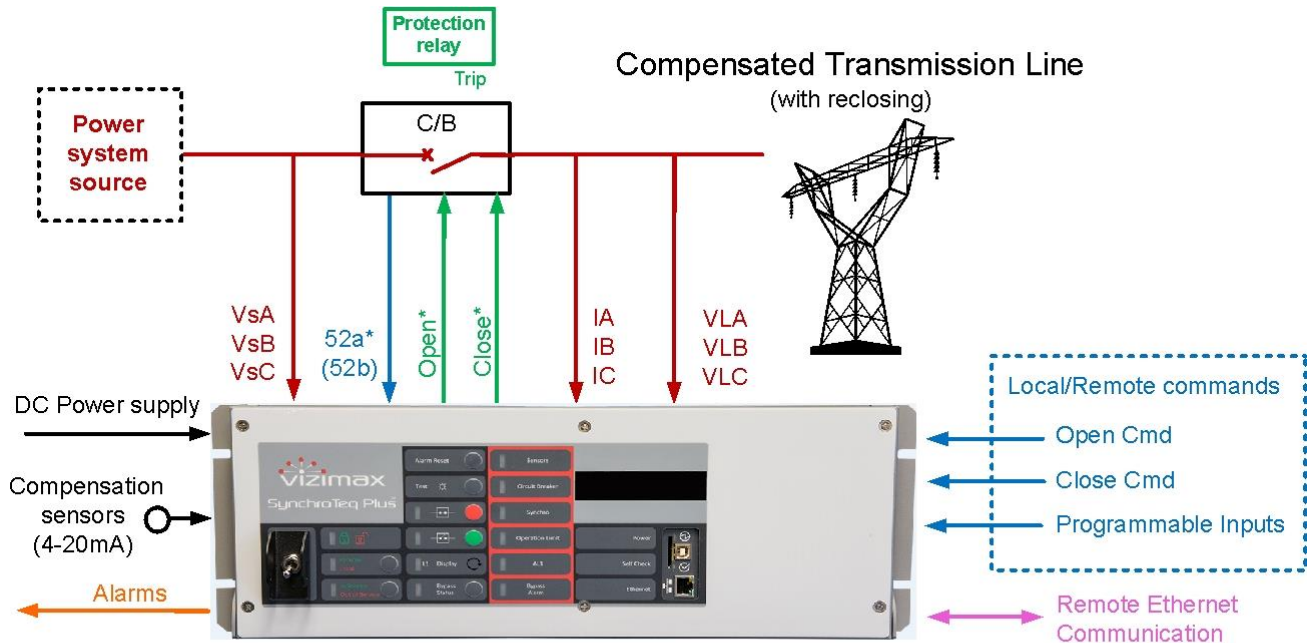 Protection
relay
Trip
Compensated Transmission Line
(with reclosing)
Power
system
source
C/B
VsA
VsB
VsC
52a*
(52b)
Open*
Close*
IA
IB
IC
VLA
VLB
VLC
DC Power supply
Compensation
sensors
(4-20mA)
Alarms
Local/Remote commands
Open Cmd
Close Cmd
Programmable Inputs
Remote Ethernet
Communication
vizimax
SynchroTeq Plus
Alarm Reset
Sensors
Test
Circuit Breaker
Synchro
Operation Limit
Power
Display
Self Check
Bypass
Status
Bypass
Alarm
Ethernet